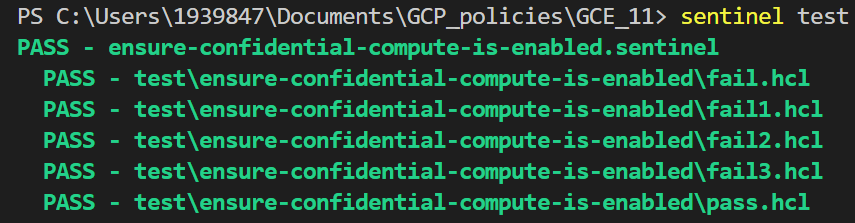 PS C:\Users\1939847\Documents\GCP_policies\GCE_11> sentinel test
PASS - ensure-confidential-compute-is-enabled.sentinel
PASS - test\ensure-confidential-compute-is-enabled\fail.hcl
PASS - test\ensure-confidential-compute-is-enabled\fail1.hcl
PASS - test\ensure-confidential-compute-is-enabled\fail2.hcl
PASS - test\ensure-confidential-compute-is-enabled\fail3.hcl
PASS - test\ensure-confidential-compute-is-enabled\pass.hcl